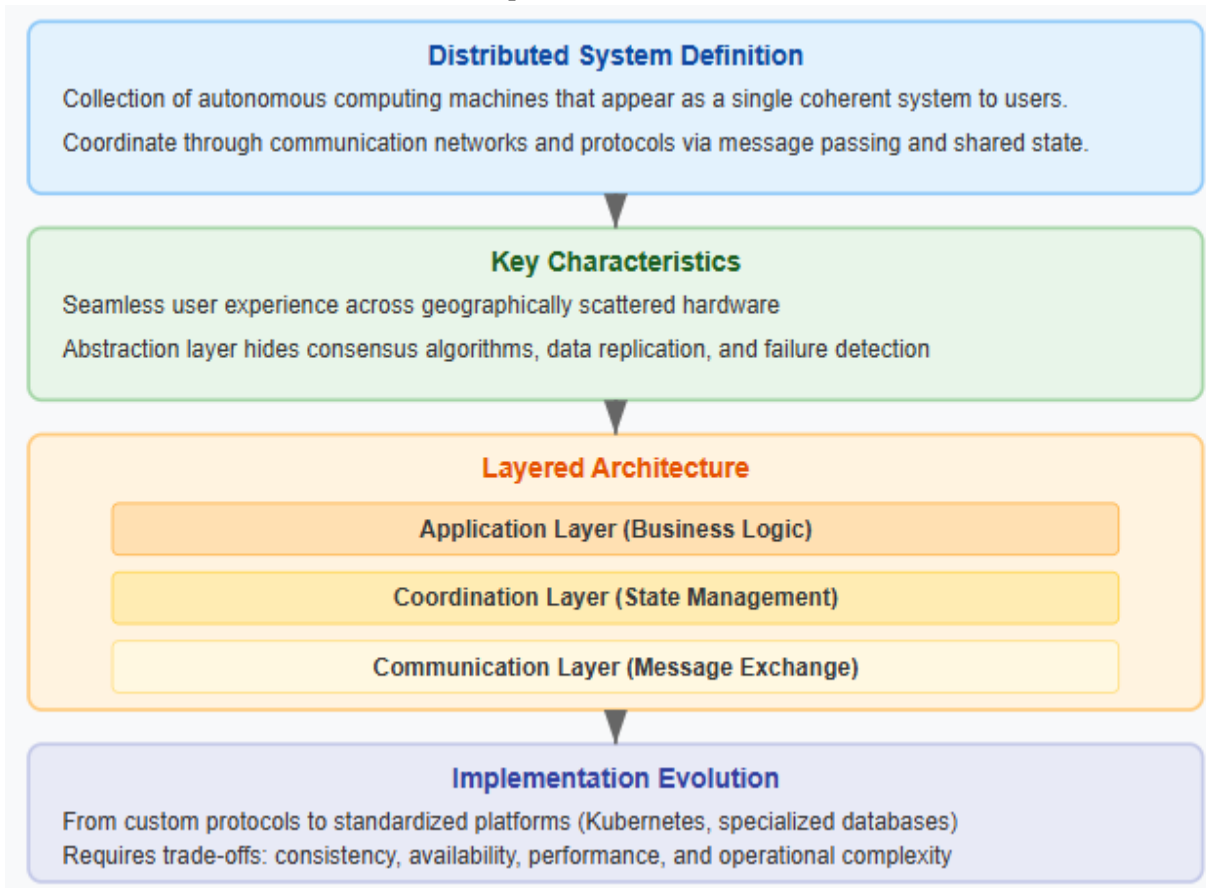 Distributed System Definition
Collection of autonomous computing machines that appear as a single coherent system to users.
Coordinate through communication networks and protocols via message passing and shared state.
Key Characteristics
Seamless user experience across geographically scattered hardware
Abstraction layer hides consensus algorithms, data replication, and failure detection
Layered Architecture
Application Layer (Business Logic)
Coordination Layer (State Management)
Communication Layer (Message Exchange)
Implementation Evolution
From custom protocols to standardized platforms (Kubernetes, specialized databases)
Requires trade-offs: consistency, availability, performance, and operational complexity